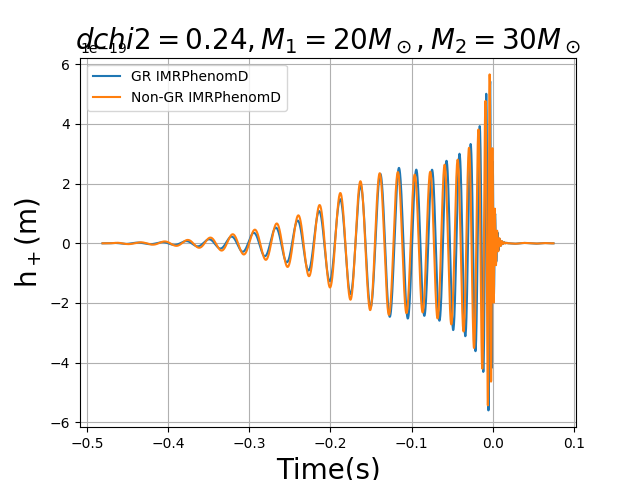 dchi2 = 0.24, M₁ = 20M⊙, M₂ = 30M⊙
1e−19
GR IMRPhenomD
Non-GR IMRPhenomD
6
4
2
0
−2
−4
−6
h₊(m)
−0.5 −0.4 −0.3 −0.2 −0.1 0.0 0.1
Time(s)